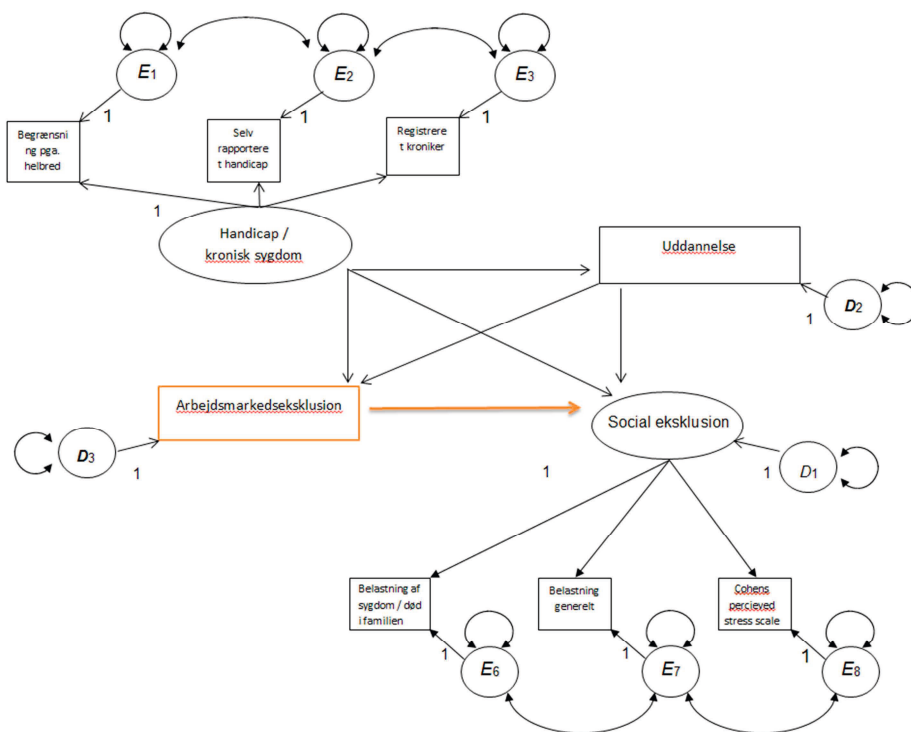 E1
E2
E3
1
1
1
Begrænsni
ng pga.
helbred
Selv
rapportere
t handicap
Registrere
t kroniker
1
Handicap /
kronisk sygdom
Uddannelse
D2
1
Arbejdsmarkedseksklusion
Social eksklusion
D3
1
1
1
D1
Belastning af
sygdom / død
i familien
Belastning
generelt
Cohens
percieved
stress scale
1
1
1
E6
E7
E8